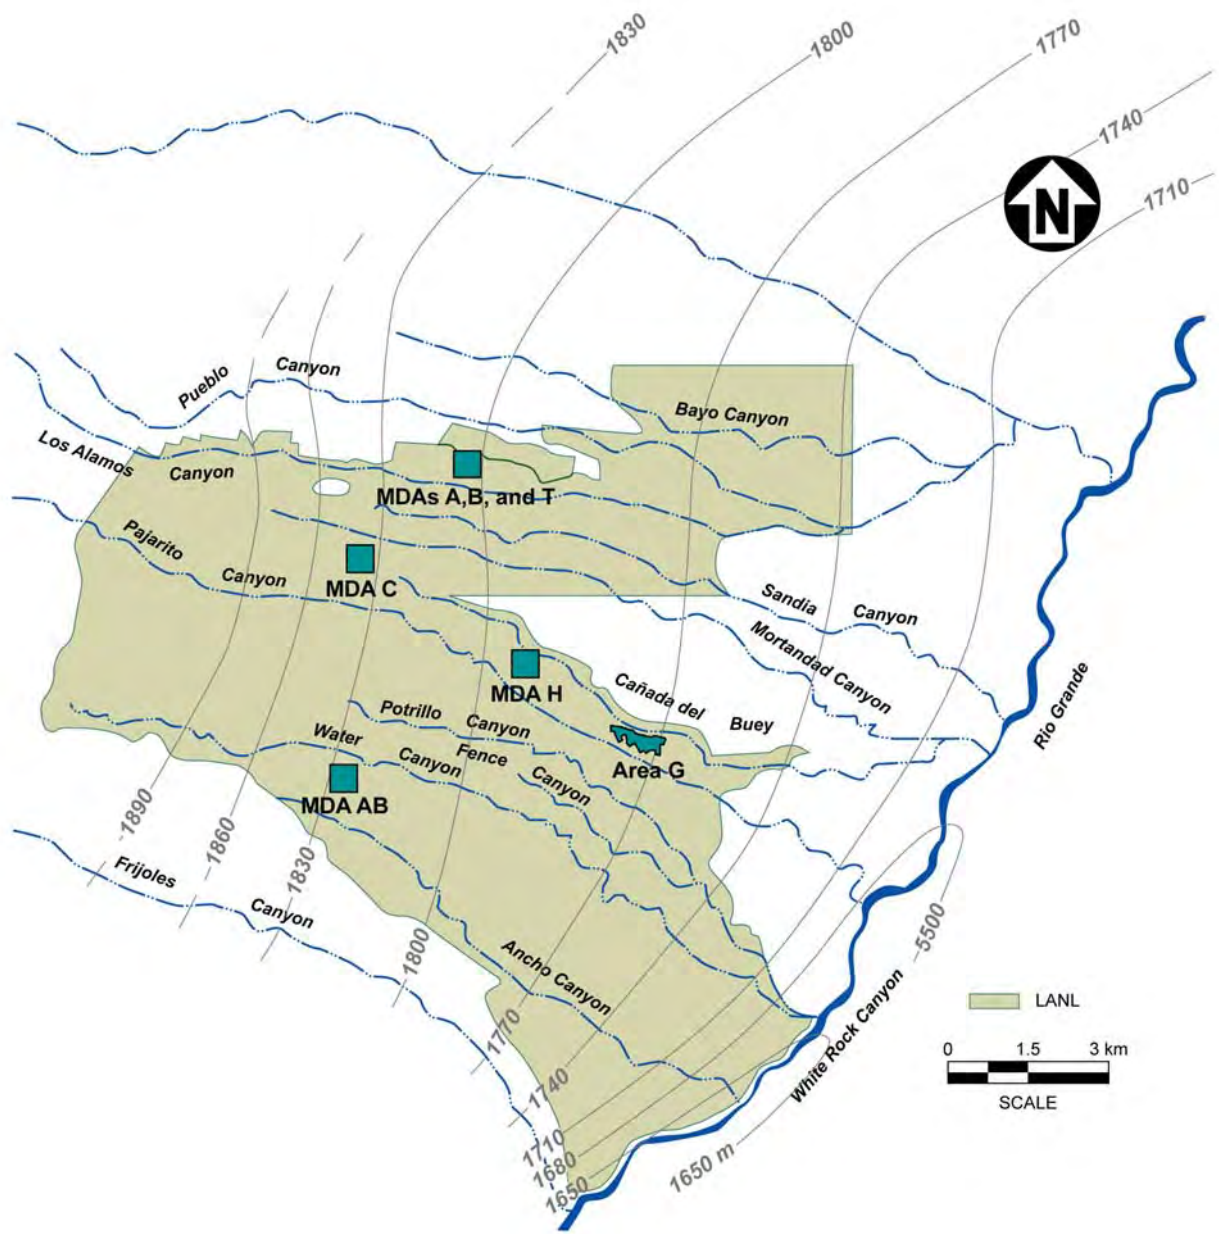 1830
1800
1770
1740
1710
N
Pueblo
Canyon
Bayo Canyon
Los Alamos
Canyon
MDAs A,B, and T
Pajarito
Canyon
MDA C
Sandia
Canyon
Mortandad Canyon
MDA H
Cañada del
Buey
Rio Grande
Potrillo
Canyon
Water
Canyon
Fence
Canyon
Area G
MDA AB
1890
1860
1830
Frijoles
Canyon
1800
Ancho Canyon
5500
White Rock Canyon
LANL
0 1.5 3 km
SCALE
1770
1740
1710
1680
1650
1650 m